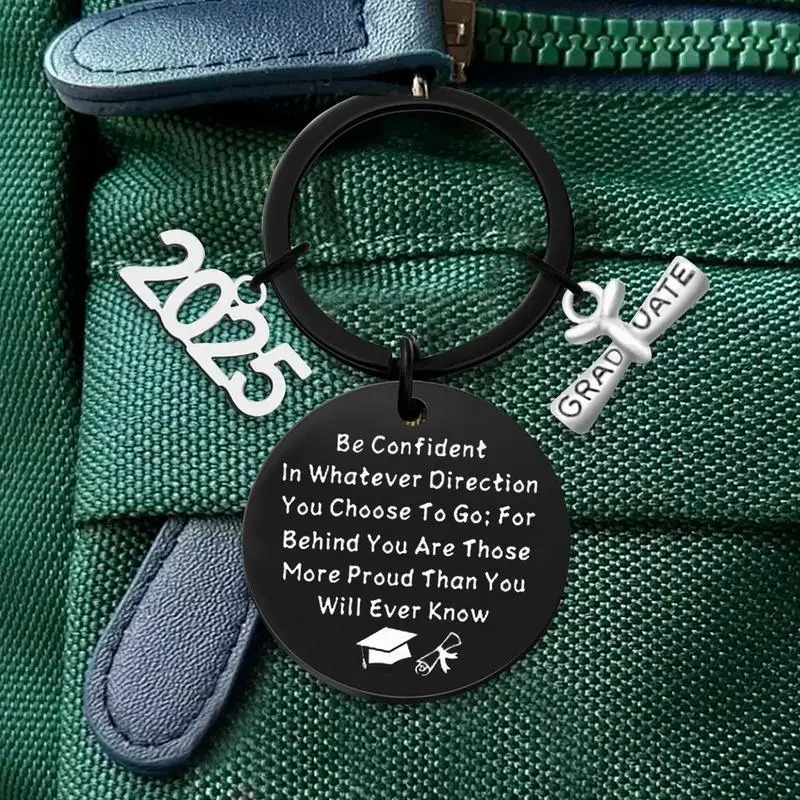 2025
GRADUATE
Be Confident
In Whatever Direction
You Choose To Go; For
Behind You Are Those
More Proud Than You
Will Ever Know